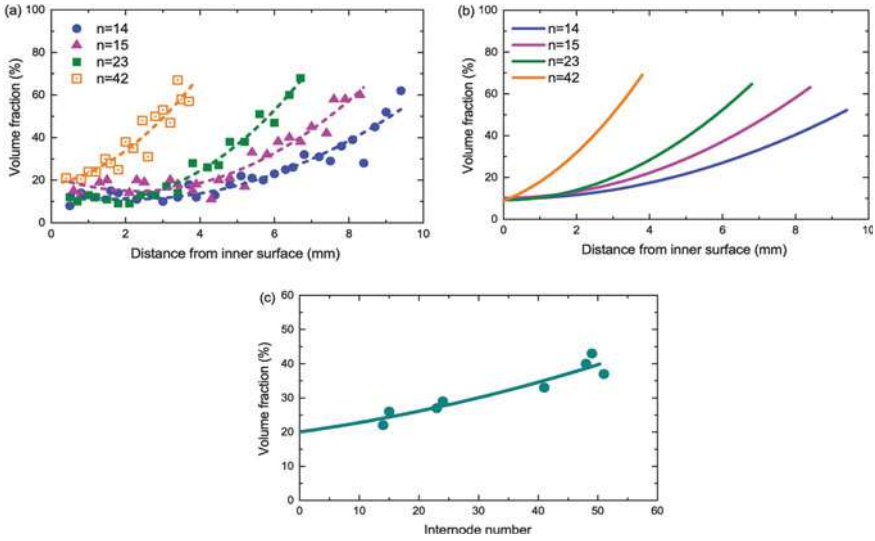 (a)
100
80
60
40
20
0
Volume fraction (%)
n=14
n=15
n=23
n=42
0 2 4 6 8 10
Distance from inner surface (mm)
(b)
100
80
60
40
20
0
Volume fraction (%)
n=14
n=15
n=23
n=42
0 2 4 6 8 10
Distance from inner surface (mm)
(c)
60
50
40
30
20
10
0
Volume fraction (%)
0 10 20 30 40 50 60
Internode number